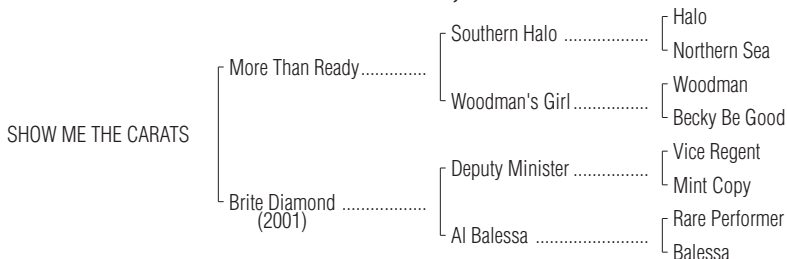 Halo
Southern Halo ..................
Northern Sea
More Than Ready..............
Woodman
Woodman's Girl................
Becky Be Good
SHOW ME THE CARATS
Vice Regent
Deputy Minister ................
Mint Copy
Brite Diamond ..................
(2001)
Rare Performer
Al Balessa ........................
Balessa